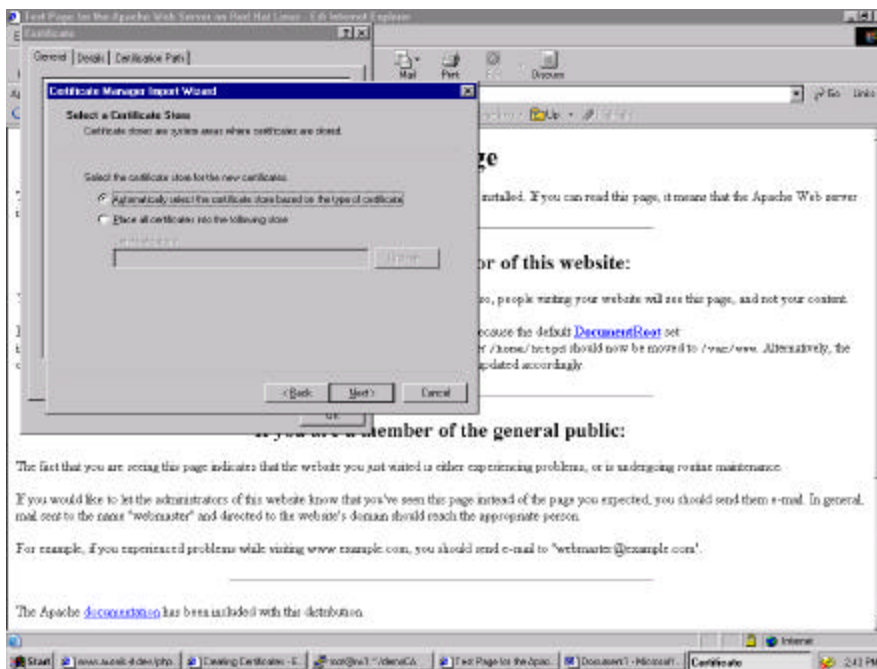 Test Page for the Apache Web Server on Red Hat Linux
Certificate
General Details Certification Path
Mail Print Discuss
Go Links
Certificate Manager Import Wizard
Select a Certificate Store
Certificate stores are system areas where certificates are stored.
Up
Select the certificate store for the new certificates.
Automatically select the certificate store based on the type of certificate
Place all certificates into the following store
installed. If you can read this page, it means that the Apache Web server
or of this website:
people visiting your website will see this page, and not your content.
because the default DocumentRoot set
/home/httpd should now be moved to /var/www. Alternatively, the
updated accordingly.
< Back Next > Cancel
OK
If you are a member of the general public:
The fact that you are seeing this page indicates that the website you just visited is either experiencing problems, or is undergoing routine maintenance.
If you would like to let the administrators of this website know that you've seen this page instead of the page you expected, you should send them e-mail. In general,
mail sent to the name "webmaster" and directed to the website's domain should reach the appropriate person.
For example, if you experienced problems while visiting www.example.com, you should send e-mail to "webmaster@example.com".
The Apache documentation has been included with this distribution.
Internet
Start Creating Certificates - Test Page for the Apac... Document1 - Microsoft... Certificate 2:43 PM